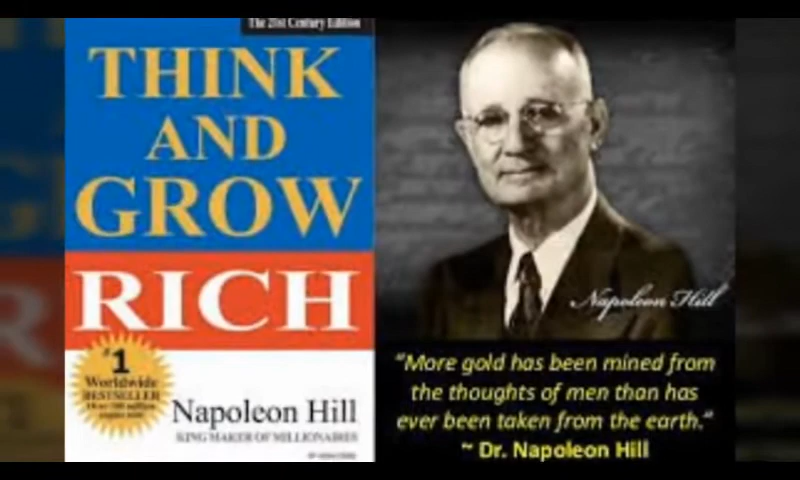 The 21st Century Edition
THINK
AND
GROW
RICH
#1
Worldwide
BESTSELLER
Napoleon Hill
KING MAKER OF MILLIONAIRES
Napoleon Hill
“More gold has been mined from
the thoughts of men than has
ever been taken from the earth.“
~ Dr. Napoleon Hill